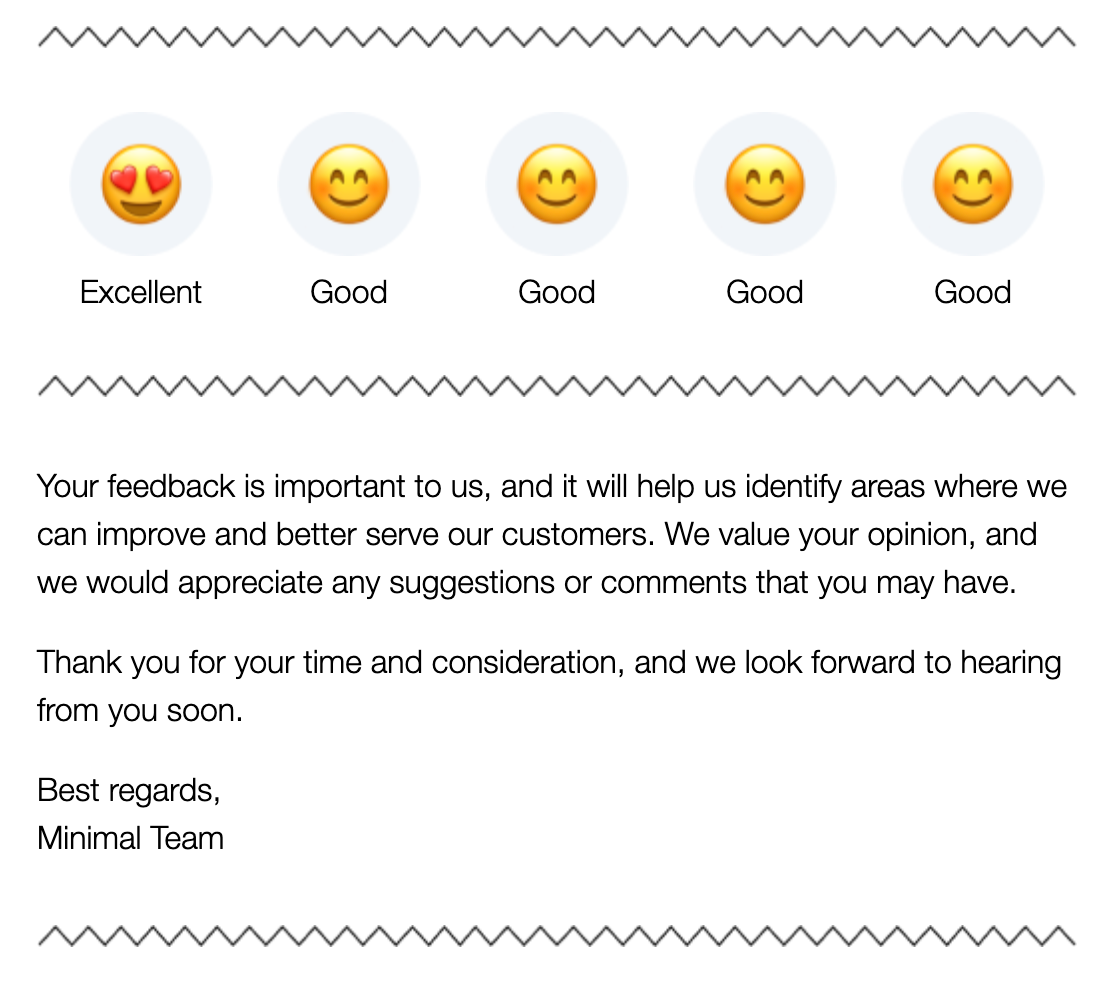 Excellent Good Good Good Good
Your feedback is important to us, and it will help us identify areas where we
can improve and better serve our customers. We value your opinion, and
we would appreciate any suggestions or comments that you may have.
Thank you for your time and consideration, and we look forward to hearing
from you soon.
Best regards,
Minimal Team